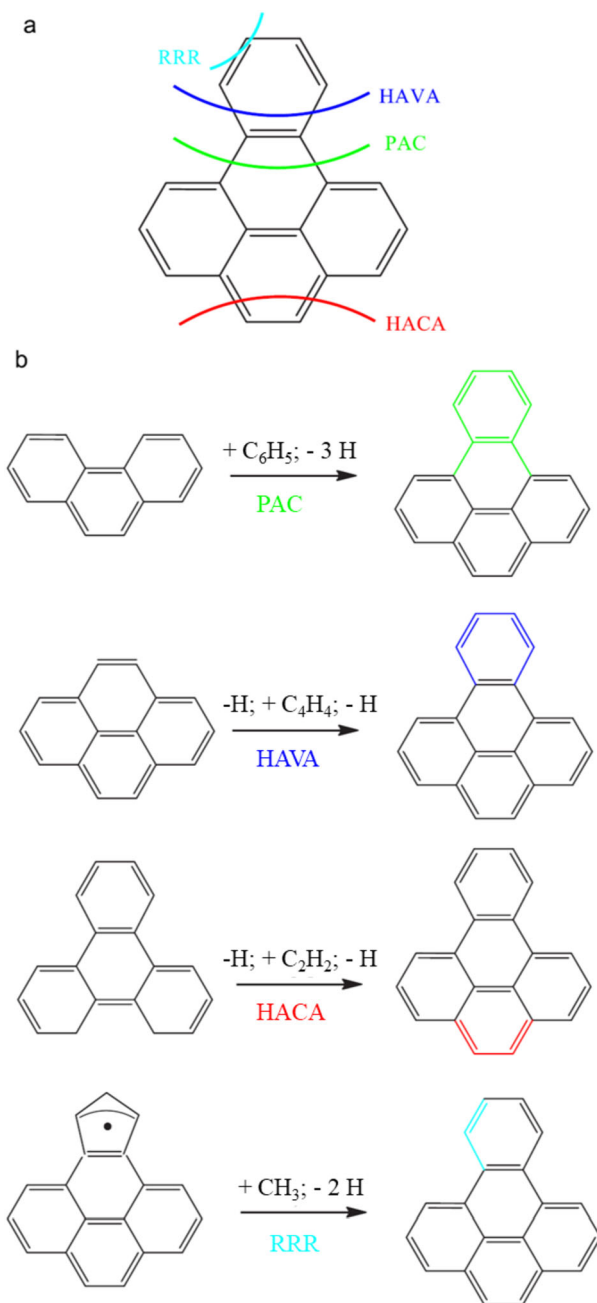 a
RRR
HAVA
PAC
HACA
b
+ C₆H₅; - 3 H
PAC
-H; + C₄H₄; - H
HAVA
-H; + C₂H₂; - H
HACA
+ CH₃; - 2 H
RRR